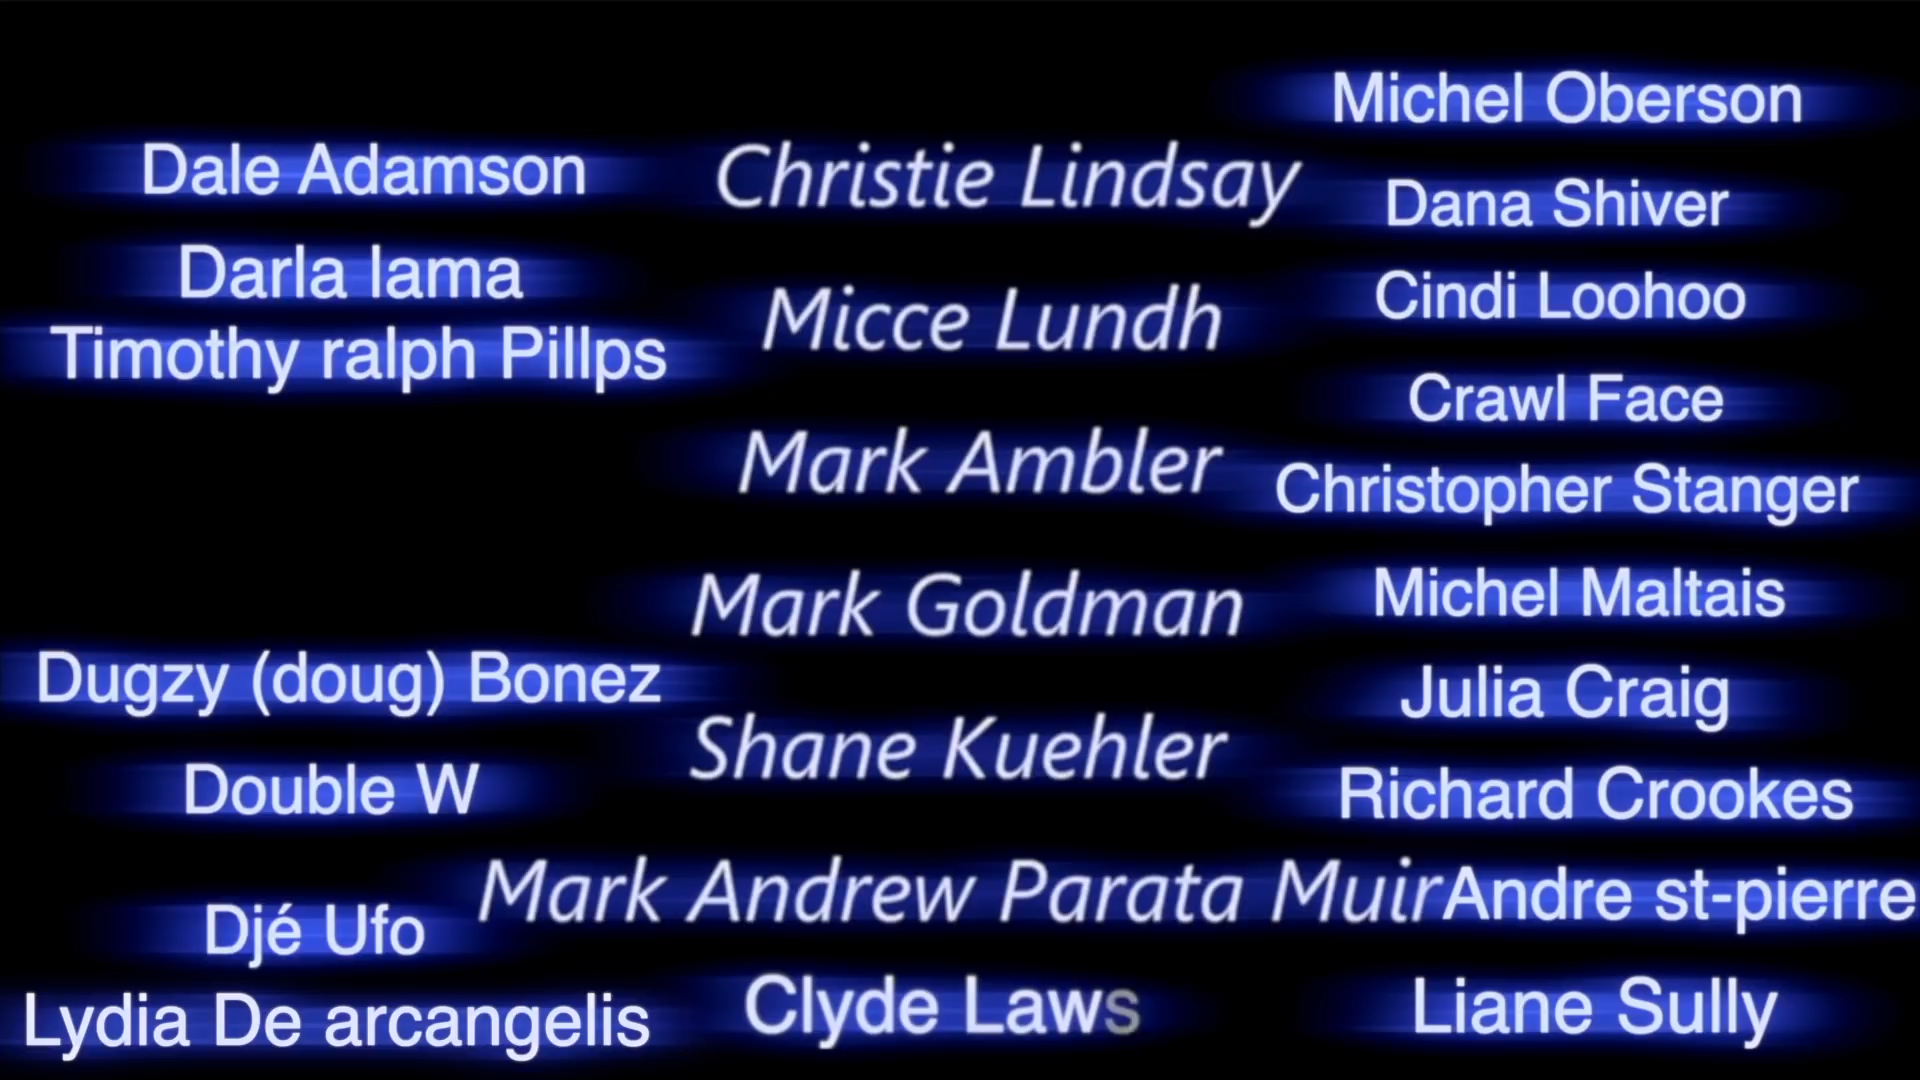 Dale Adamson
Darla lama
Timothy ralph Pillps
Dugzy (doug) Bonez
Double W
Djé Ufo
Lydia De arcangelis
Christie Lindsay
Micce Lundh
Mark Ambler
Mark Goldman
Shane Kuehler
Mark Andrew Parata Muir
Clyde Laws
Michel Oberson
Dana Shiver
Cindi Loohoo
Crawl Face
Christopher Stanger
Michel Maltais
Julia Craig
Richard Crookes
Andre st-pierre
Liane Sully